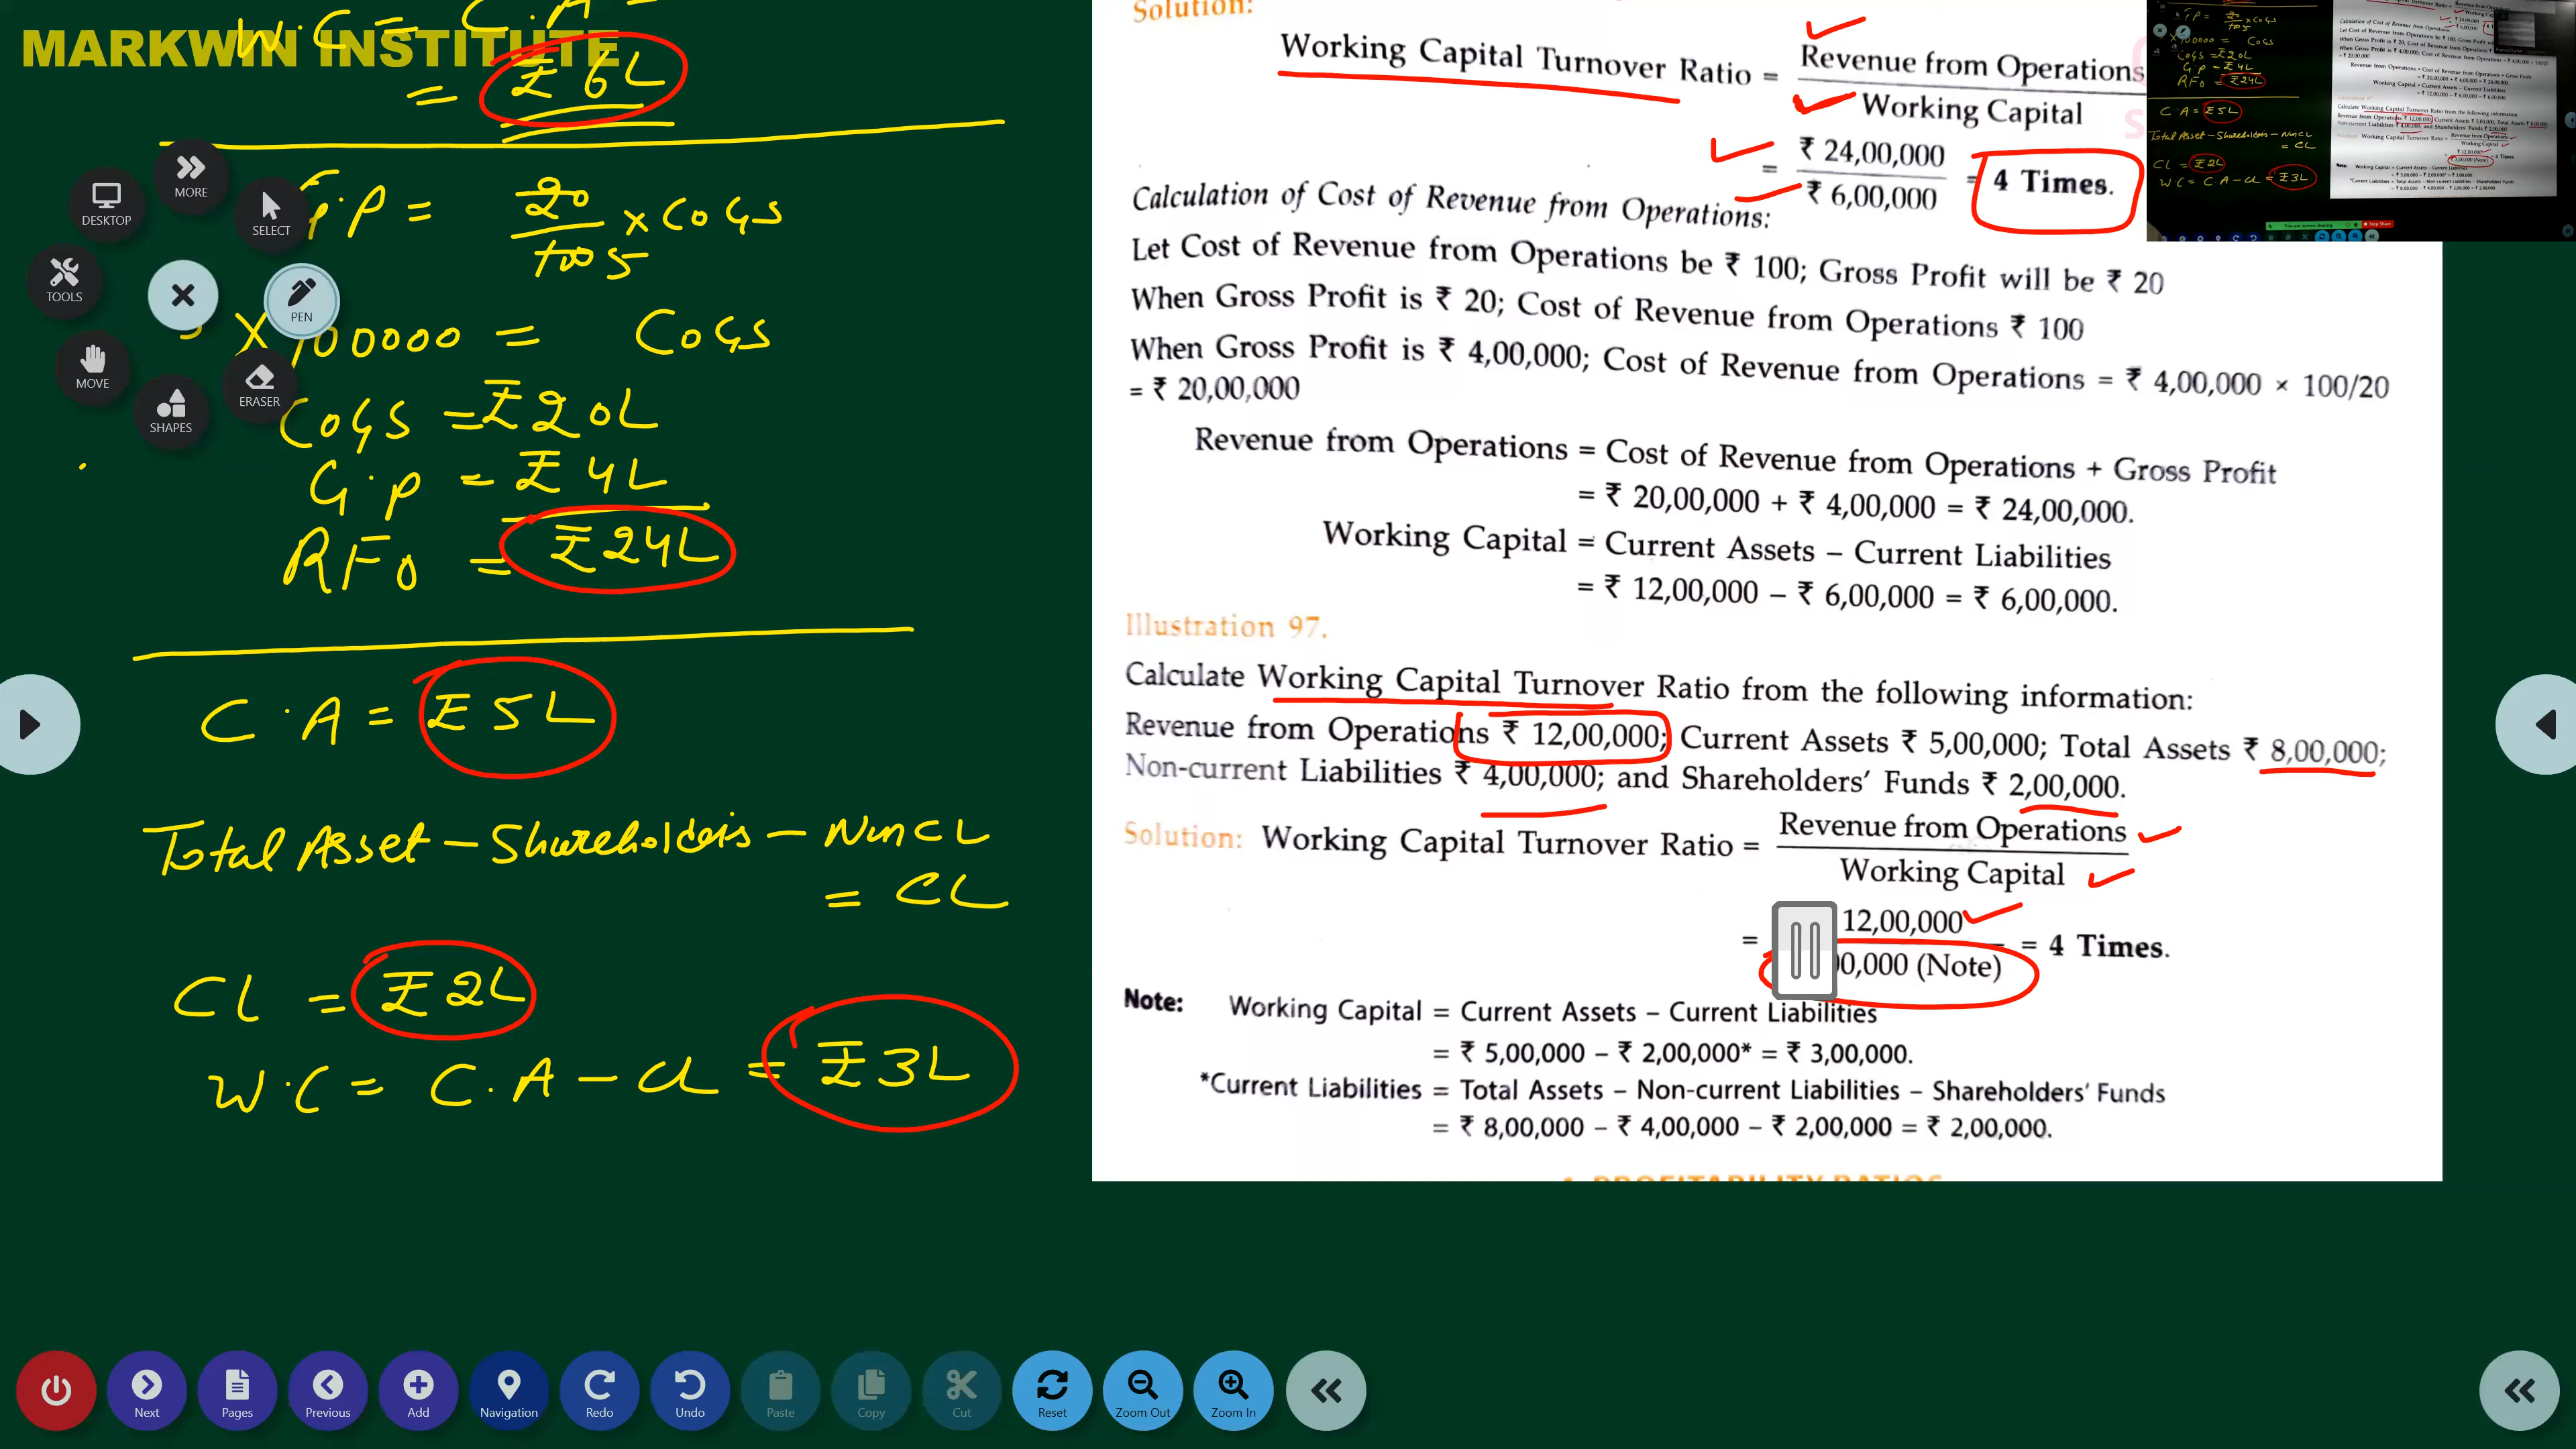 MARKWIN INSTITUTE
W.C = C.A -
= ₹ 6L
G.P = 20/100 5 × COGS
5 × 400000 = COGS
COGS = ₹ 20L
G.P = ₹ 4L
RFO = ₹ 24L
C.A = ₹ 5L
Total Asset - Shareholders - Non CL
= CL
CL = ₹ 2L
W.C = C.A - CL = ₹ 3L
MORE
DESKTOP
SELECT
TOOLS
PEN
MOVE
ERASER
SHAPES
Solution:
Working Capital Turnover Ratio = Revenue from Operations
Working Capital
= ₹ 24,00,000
₹ 6,00,000
= 4 Times.
Calculation of Cost of Revenue from Operations:
Let Cost of Revenue from Operations be ₹ 100; Gross Profit will be ₹ 20
When Gross Profit is ₹ 20; Cost of Revenue from Operations ₹ 100
When Gross Profit is ₹ 4,00,000; Cost of Revenue from Operations = ₹ 4,00,000 × 100/20
= ₹ 20,00,000
Revenue from Operations = Cost of Revenue from Operations + Gross Profit
= ₹ 20,00,000 + ₹ 4,00,000 = ₹ 24,00,000.
Working Capital = Current Assets – Current Liabilities
= ₹ 12,00,000 – ₹ 6,00,000 = ₹ 6,00,000.
Illustration 97.
Calculate Working Capital Turnover Ratio from the following information:
Revenue from Operations ₹ 12,00,000; Current Assets ₹ 5,00,000; Total Assets ₹ 8,00,000;
Non-current Liabilities ₹ 4,00,000; and Shareholders' Funds ₹ 2,00,000.
Solution: Working Capital Turnover Ratio = Revenue from Operations
Working Capital
= 12,00,000
0,000 (Note)
= 4 Times.
Note: Working Capital = Current Assets – Current Liabilities
= ₹ 5,00,000 – ₹ 2,00,000* = ₹ 3,00,000.
*Current Liabilities = Total Assets – Non-current Liabilities – Shareholders' Funds
= ₹ 8,00,000 – ₹ 4,00,000 – ₹ 2,00,000 = ₹ 2,00,000.
Next
Pages
Previous
Add
Navigation
Redo
Undo
Paste
Copy
Cut
Reset
Zoom Out
Zoom In